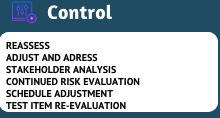 Control
REASSESS
ADJUST AND ADRESS
STAKEHOLDER ANALYSIS
CONTINUED RISK EVALUATION
SCHEDULE ADJUSTMENT
TEST ITEM RE-EVALUATION